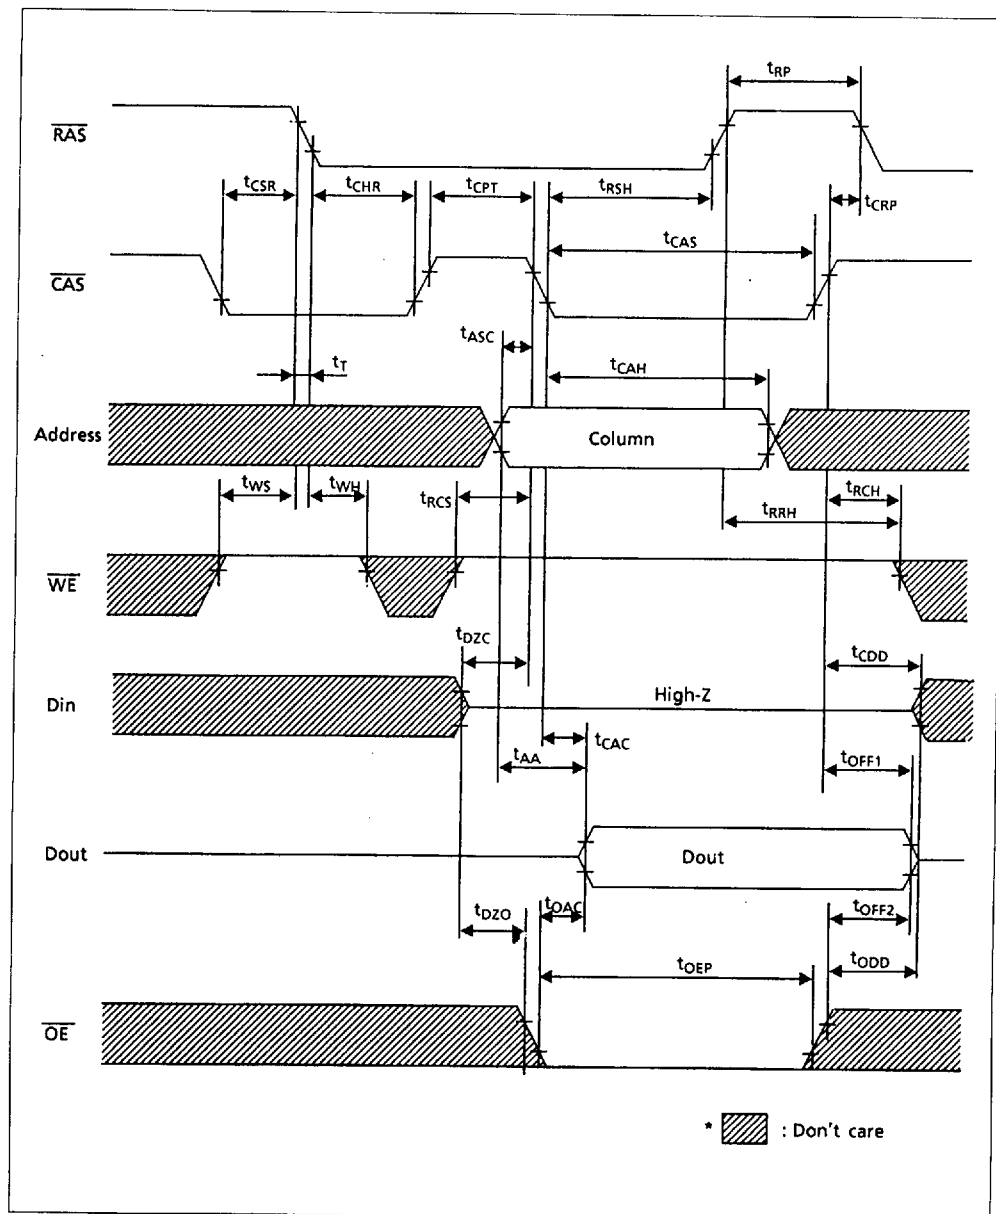 tRP
RAS
tCSR
tCHR
tCPT
tRSH
tCRP
tCAS
CAS
tASC
tT
tCAH
Address
Column
tWS
tWH
tRCS
tRCH
tRRH
WE
tDZC
tCDD
Din
High-Z
tCAC
tAA
tOFF1
Dout
Dout
tDZO
tOAC
tOFF2
tOEP
tODD
OE
* : Don't care